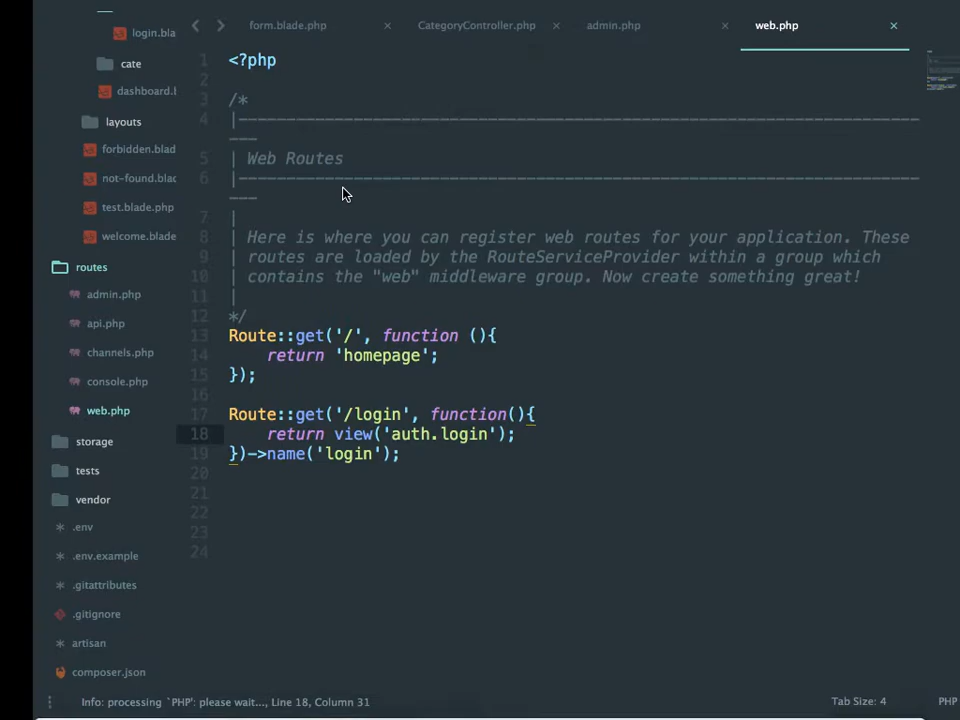 form.blade.php × CategoryController.php × admin.php × web.php ×
login.bla
cate
dashboard.b
layouts
forbidden.blad
not-found.blac
test.blade.php
welcome.blade
routes
admin.php
api.php
channels.php
console.php
web.php
storage
tests
vendor
.env
.env.example
.gitattributes
.gitignore
artisan
composer.json
1 <?php
2
3 /*
4 |--------------------------------------------------------------------------
5 | Web Routes
6 |--------------------------------------------------------------------------
7 |
8 | Here is where you can register web routes for your application. These
9 | routes are loaded by the RouteServiceProvider within a group which
10 | contains the "web" middleware group. Now create something great!
11 |
12 */
13 Route::get('/', function (){
14     return 'homepage';
15 });
16
17 Route::get('/login', function(){
18     return view('auth.login');
19 })->name('login');
20
21
22
23
24
Info: processing `PHP': please wait..., Line 18, Column 31
Tab Size: 4
PHP